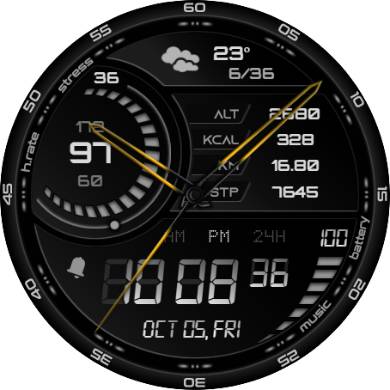 60
55
05
23°
6/36
stress
36
50
10
ALT 2680
h.rate
KCAL 328
97
KM 16.80
60
STP 7645
45
15
AM PM 24H 100
battery
10 08 36
40
20
music
OCT 05, FRI
35
25
30